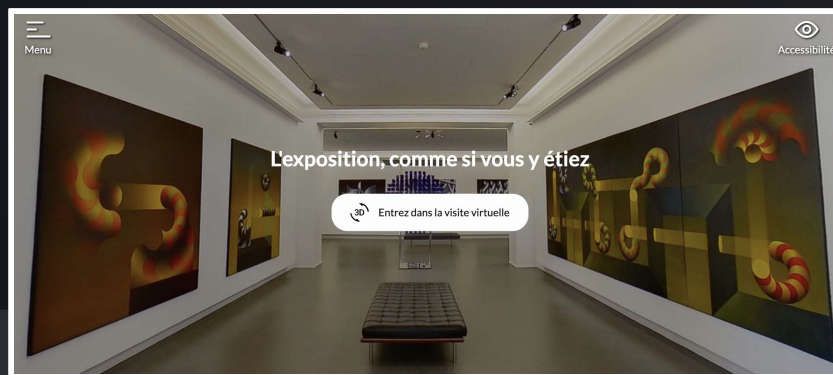 Menu
Accessibilité
L'exposition, comme si vous y étiez
3D Entrez dans la visite virtuelle